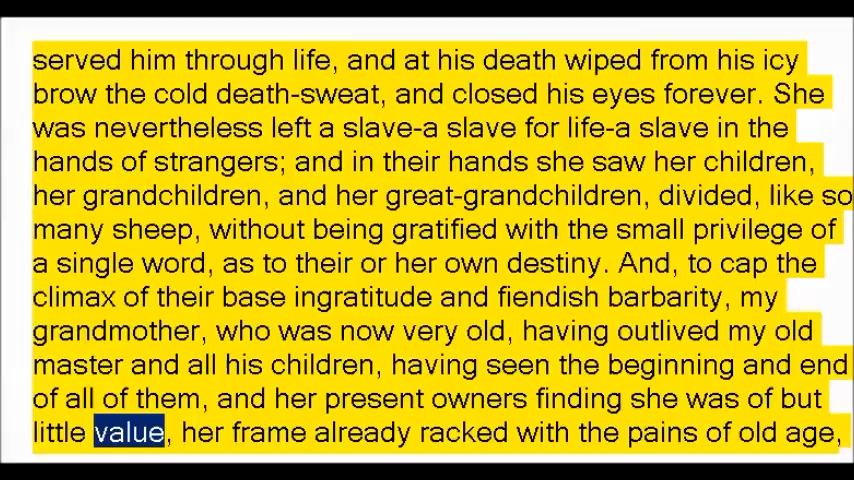 served him through life, and at his death wiped from his icy
brow the cold death-sweat, and closed his eyes forever. She
was nevertheless left a slave-a slave for life-a slave in the
hands of strangers; and in their hands she saw her children,
her grandchildren, and her great-grandchildren, divided, like so
many sheep, without being gratified with the small privilege of
a single word, as to their or her own destiny. And, to cap the
climax of their base ingratitude and fiendish barbarity, my
grandmother, who was now very old, having outlived my old
master and all his children, having seen the beginning and end
of all of them, and her present owners finding she was of but
little value, her frame already racked with the pains of old age,